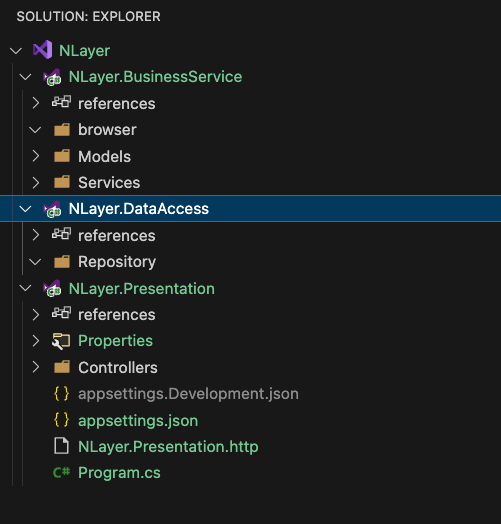 SOLUTION: EXPLORER
NLayer
NLayer.BusinessService
references
browser
Models
Services
NLayer.DataAccess
references
Repository
NLayer.Presentation
references
Properties
Controllers
{} appsettings.Development.json
{} appsettings.json
NLayer.Presentation.http
C# Program.cs